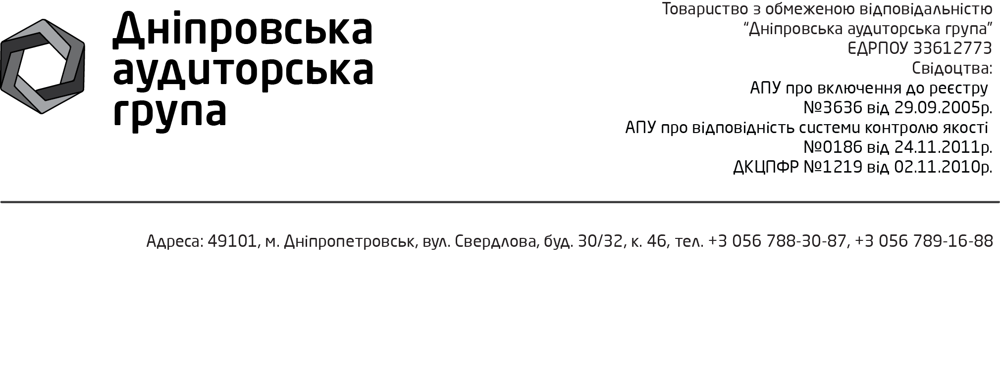 Дніпровська
аудиторська
група
Товариство з обмеженою відповідальністю
“Дніпровська аудиторська група”
ЕДРПОУ 33612773
Свідоцтва:
АПУ про включення до реєстру
№3636 від 29.09.2005р.
АПУ про відповідність системи контролю якості
№0186 від 24.11.2011р.
ДКЦПФР №1219 від 02.11.2010р.
Адреса: 49101, м. Дніпропетровськ, вул. Свердлова, буд. 30/32, к. 46, тел. +3 056 788-30-87, +3 056 789-16-88